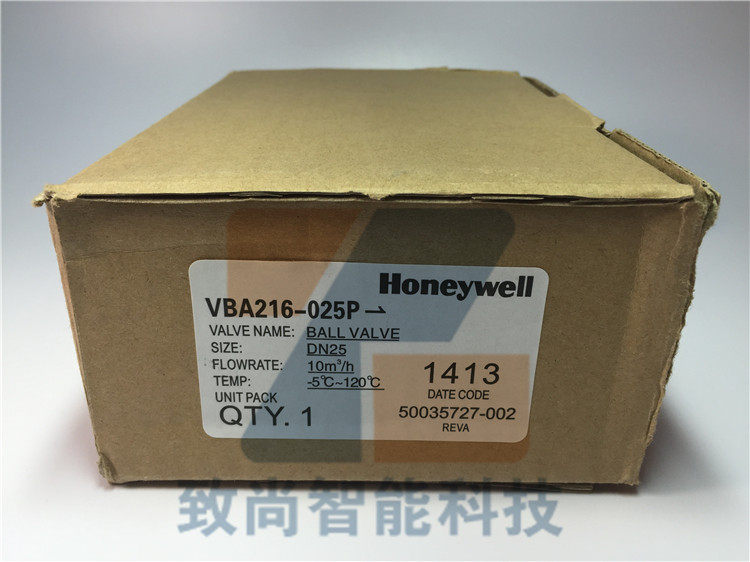 Honeywell
VBA216-025P⇀
VALVE NAME: BALL VALVE
SIZE: DN25
FLOWRATE: 10m³/h
TEMP: -5℃~120℃
UNIT PACK
QTY. 1
1413
DATE CODE
50035727-002
REVA
致尚智能科技